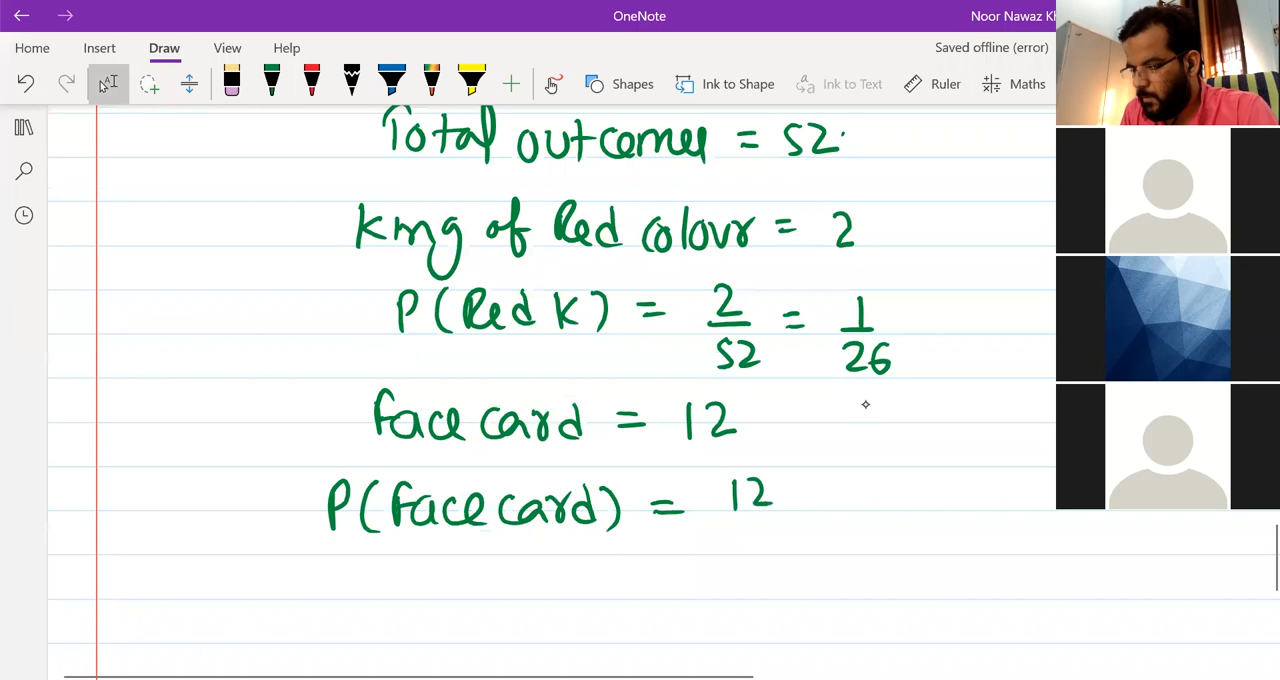 OneNote
Noor Nawaz Kh
Home Insert Draw View Help
Saved offline (error)
Shapes Ink to Shape Ink to Text Ruler Maths
Total outcomes = 52.
King of Red colour = 2
P(Red K) = 2/52 = 1/26
face card = 12
P(face card) = 12